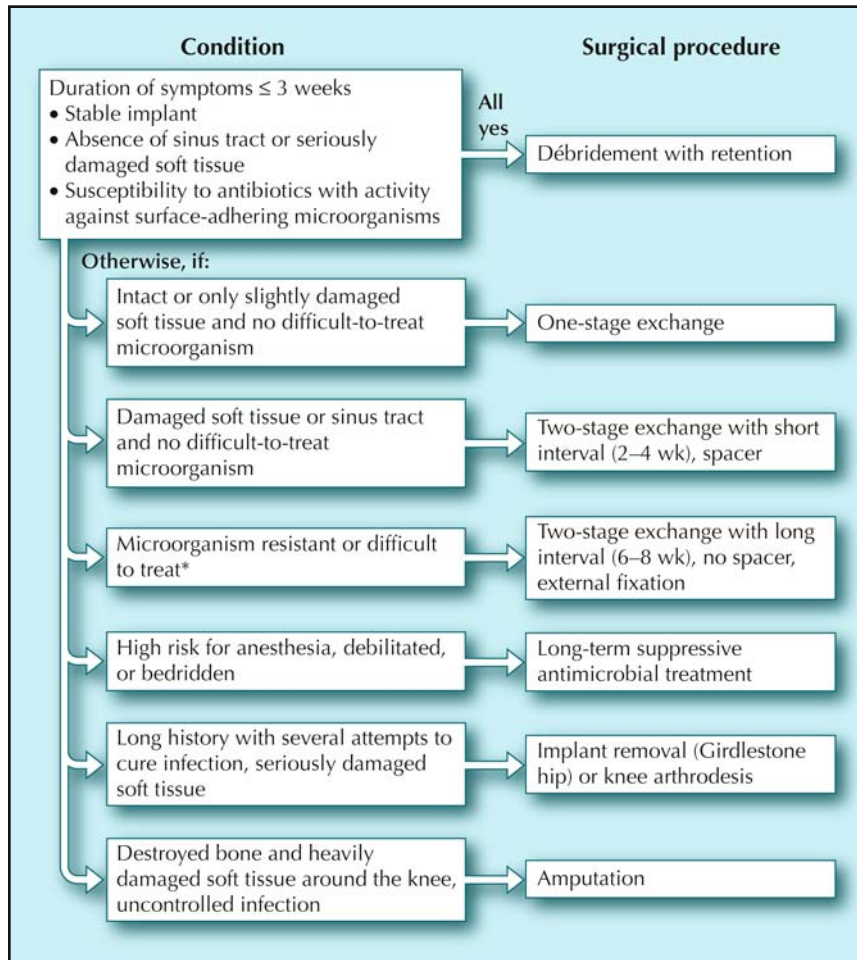 Condition
Surgical procedure
Duration of symptoms ≤ 3 weeks
• Stable implant
• Absence of sinus tract or seriously
damaged soft tissue
• Susceptibility to antibiotics with activity
against surface-adhering microorganisms
All
yes
Débridement with retention
Otherwise, if:
Intact or only slightly damaged
soft tissue and no difficult-to-treat
microorganism
One-stage exchange
Damaged soft tissue or sinus tract
and no difficult-to-treat
microorganism
Two-stage exchange with short
interval (2–4 wk), spacer
Microorganism resistant or difficult
to treat*
Two-stage exchange with long
interval (6–8 wk), no spacer,
external fixation
High risk for anesthesia, debilitated,
or bedridden
Long-term suppressive
antimicrobial treatment
Long history with several attempts to
cure infection, seriously damaged
soft tissue
Implant removal (Girdlestone
hip) or knee arthrodesis
Destroyed bone and heavily
damaged soft tissue around the knee,
uncontrolled infection
Amputation